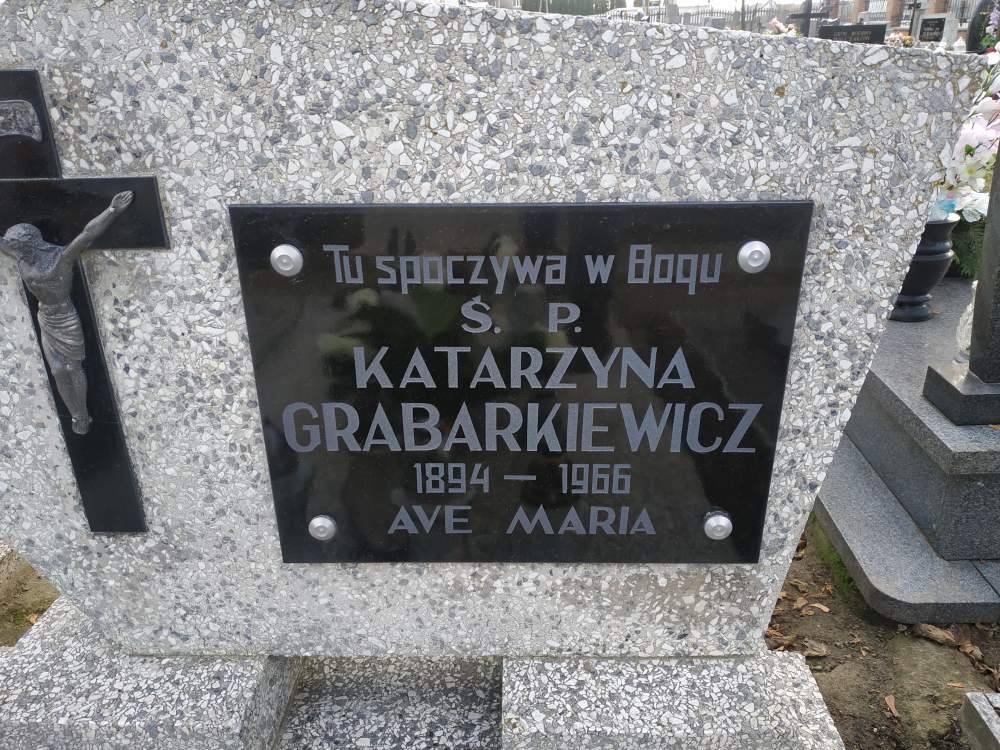 Tu spoczywa w Bogu
Ś. P.
KATARZYNA
GRABARKIEWICZ
1894 — 1966
AVE MARIA